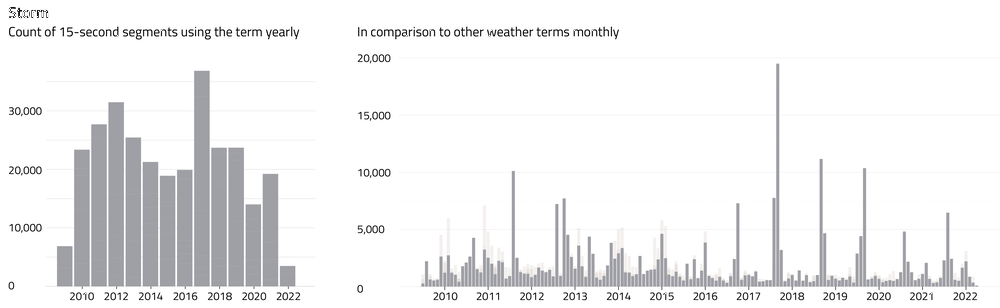 Storm
Count of 15-second segments using the term yearly
In comparison to other weather terms monthly
30,000
20,000
10,000
0
2010 2012 2014 2016 2018 2020 2022
20,000
15,000
10,000
5,000
0
2010 2011 2012 2013 2014 2015 2016 2017 2018 2019 2020 2021 2022